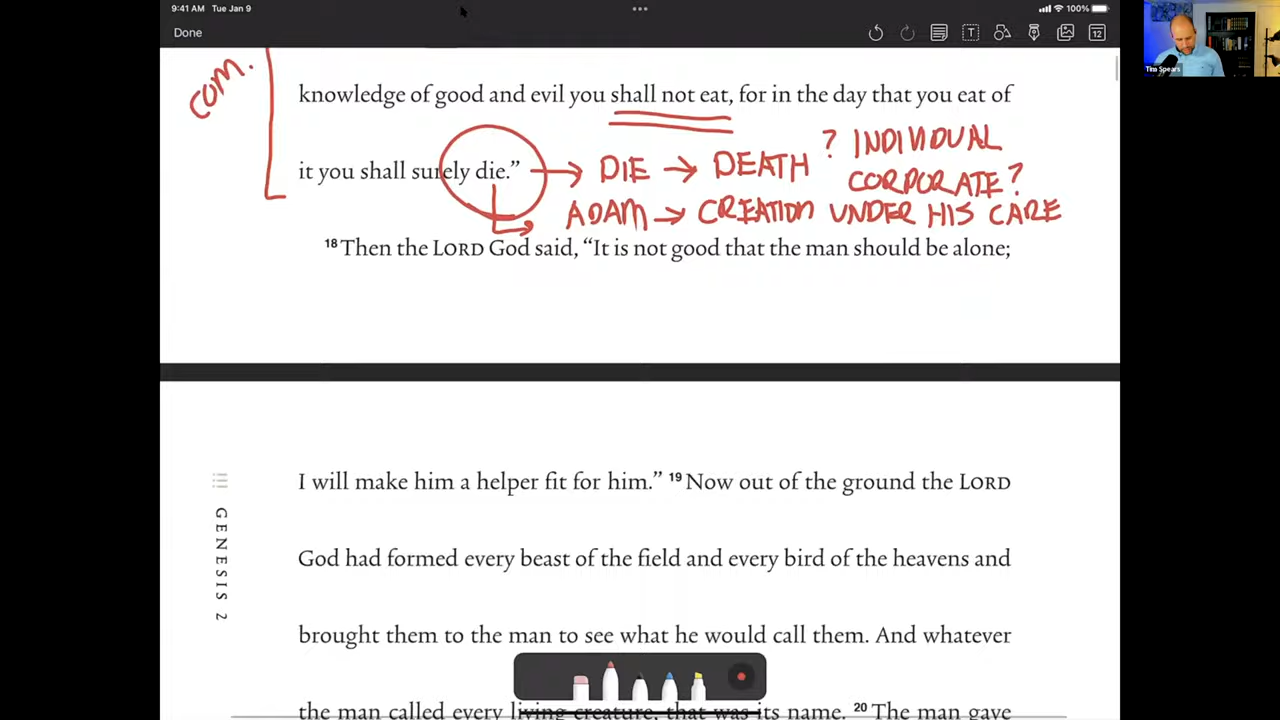 9:41 AM Tue Jan 9
100%
Done
12
Tim Spears
com.
knowledge of good and evil you shall not eat, for in the day that you eat of
it you shall surely die.” → DIE → DEATH ? INDIVIDUAL
CORPORATE?
ADAM → CREATION UNDER HIS CARE
18 Then the LORD God said, “It is not good that the man should be alone;
GENESIS 2
I will make him a helper fit for him.” 19 Now out of the ground the LORD
God had formed every beast of the field and every bird of the heavens and
brought them to the man to see what he would call them. And whatever
the man called every living creature, that was its name. 20 The man gave